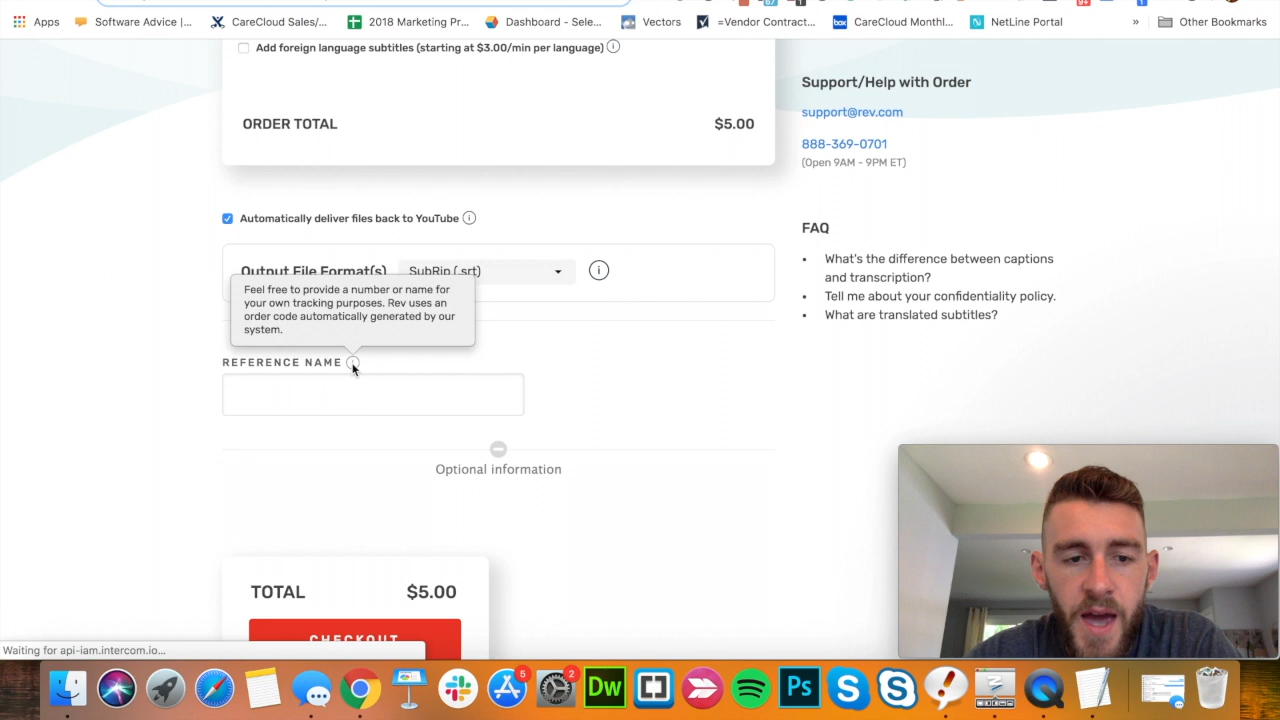 Apps
Software Advice |...
CareCloud Sales/...
2018 Marketing Pr...
Dashboard - Sele...
Vectors
=Vendor Contract...
CareCloud Monthl...
NetLine Portal
»
Other Bookmarks
Add foreign language subtitles (starting at $3.00/min per language)
ORDER TOTAL $5.00
Support/Help with Order
support@rev.com
888-369-0701
(Open 9AM - 9PM ET)
Automatically deliver files back to YouTube
FAQ
• What's the difference between captions
and transcription?
• Tell me about your confidentiality policy.
• What are translated subtitles?
Output File Format(s) SubRip (.srt)
Feel free to provide a number or name for
your own tracking purposes. Rev uses an
order code automatically generated by our
system.
REFERENCE NAME
Optional information
TOTAL $5.00
CHECKOUT
Waiting for api-iam.intercom.io...
5
2
Dw
Ps